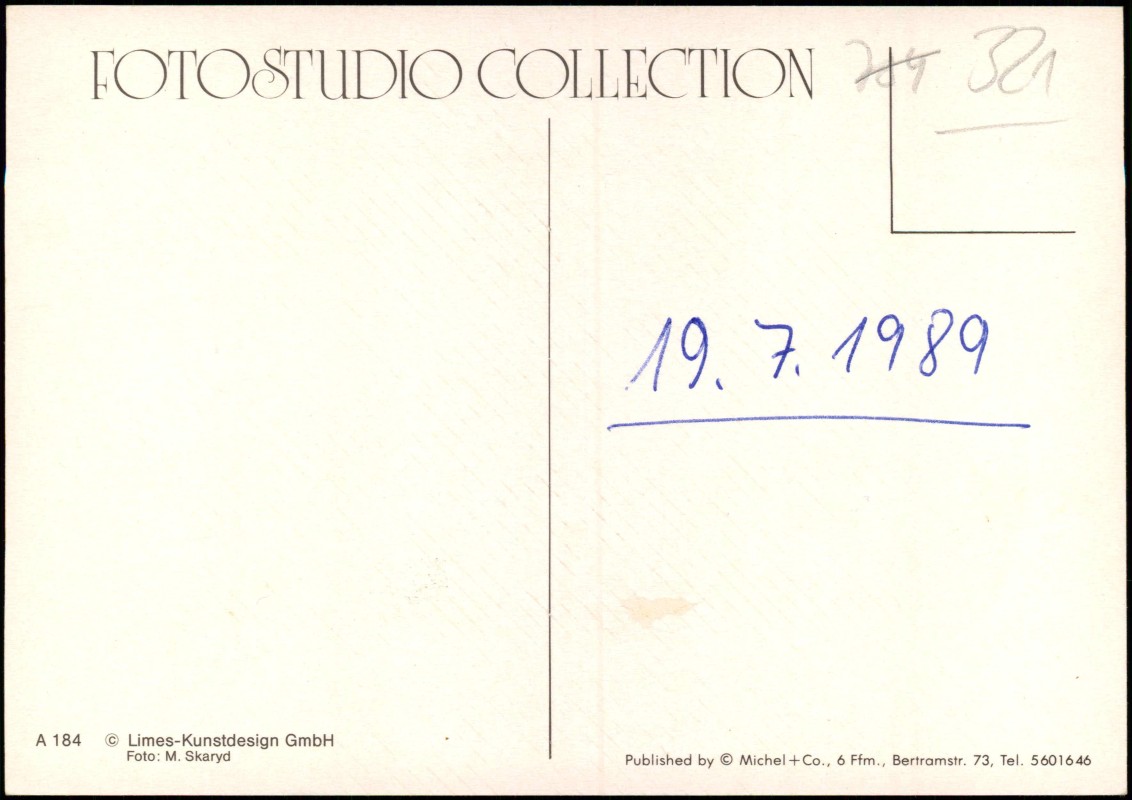 FOTOSTUDIO COLLECTION
321
19. 7. 1989
A 184 © Limes-Kunstdesign GmbH
Foto: M. Skaryd
Published by © Michel+Co., 6 Ffm., Bertramstr. 73, Tel. 5601646